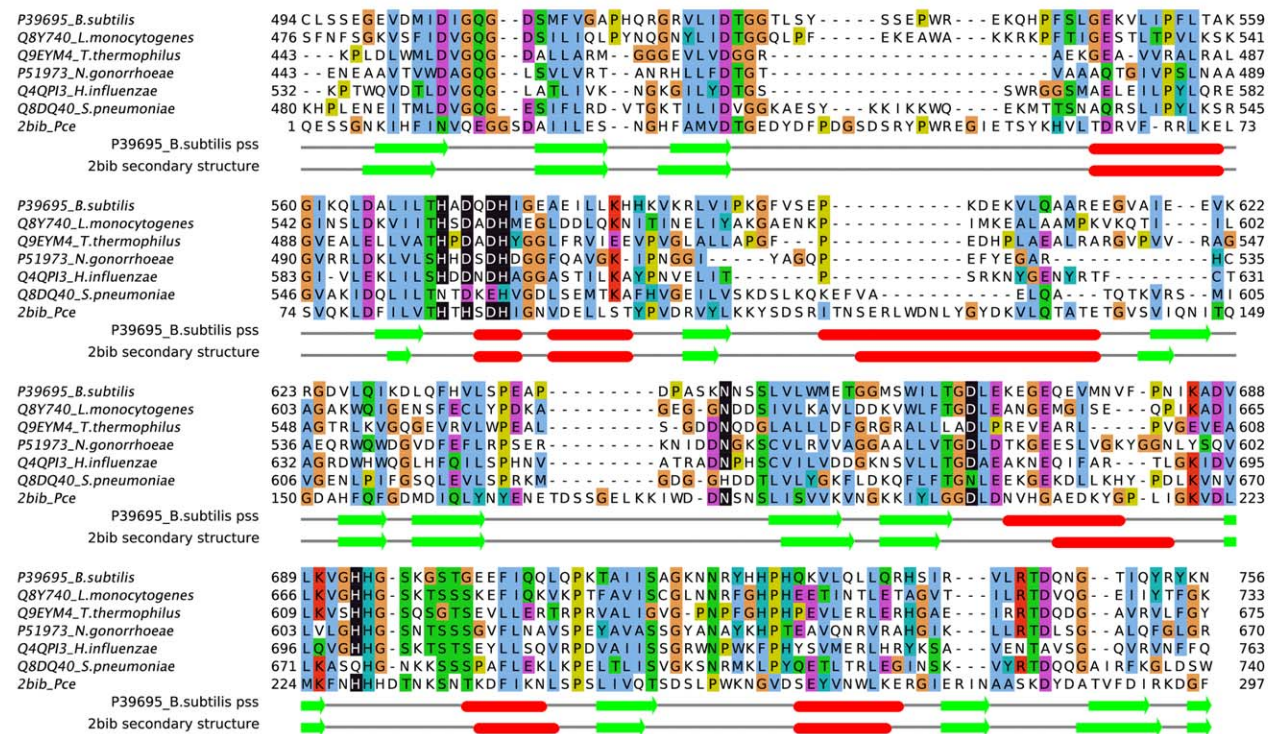 P39695_B.subtilis 494 CLSSEGEVDMIDIGQG--DSMFVGAPHQRGRVLIDTGGTLSY------SSEPWR---EKQHPFSLGEKVLIPFLTAK 559
Q8Y740_L.monocytogenes 476 SFNFSGKVSFIDVGQG--DSILIQLPYNQGNYLIDTGGQLPF------EKEAWA---KKRKPFTIGESTLTPVLKSK 541
Q9EYM4_T.thermophilus 443 ---KPLDLWMLDVGQG--DALLARM---GGGEVLVDTGGR-------------------AEKGEAVVRALRAL 487
P51973_N.gonorrhoeae 443 --ENEAAVTVWDAGQG--LSVLVRT---ANRHLLFDTGT--------------------VAAAQTGIVPSLNAA 489
Q4QPI3_H.influenzae 532 --KPTWQVDTLDVGQG--LATLIVK---NGKGILYDTGS----------------SWRGGSMAELEILPYLQRE 582
Q8DQ40_S.pneumoniae 480 KHPLENEITMLDVGQG--ESIFLRD-VTGKTILIDVGGKAESY----KKIKKWQ----EKMTTSNAQRSLIPYLKSR 545
2bib_Pce 1 QESSGNKIHFINVQEGGSDAIILES--NGHFAMVDTGEDYDFPDGSDSRYPWREGIETSYKHVLTDRVF-RRLKEL 73
P39695_B.subtilis pss
2bib secondary structure
P39695_B.subtilis 560 GIKQLDALILTHADQDHIGEAEILLKHHKVKRLVIPKGFVSEP----------KDEKVLQAAREEGVAIE--EVK 622
Q8Y740_L.monocytogenes 542 GINSLDKVIITHSDADHMEGLDDLQKNITINELIYAKGAENKP----------IMKEALAAMPKVKQTI----IL 602
Q9EYM4_T.thermophilus 488 GVEALELLVATHPDADHYGGLFRVIEEVPVGLALLAPGF---P----------EDHPLAEALRARGVPVV--RAG 547
P51973_N.gonorrhoeae 490 GVRRLDKLVLSHHDSDHDGGFQAVGK-IPNGGI-----YAGQP----------EFYEGAR------------HC 535
Q4QPI3_H.influenzae 583 GI-VLEKLILSHDDNDHAGGASTILKAYPNVELIT-------P----------SRKNYGENYRTF-------CT 631
Q8DQ40_S.pneumoniae 546 GVAKIDQLILTNTDKEHVGDLSEMTKAFHVGEILVSKDSLKQKEFVA-----------ELQA--TQTKVRS--MI 605
2bib_Pce 74 SVQKLDFILVTHTHSDHIGNVDELLSTYPVDRVYLKKYSDSRITNSERLWDNLYGYDKVLQTATETGVSVIQNITQ 149
P39695_B.subtilis pss
2bib secondary structure
P39695_B.subtilis 623 RGDVLQIKDLQFHVLSPEAP----------DPASKNNSSLVLWMETGGMSWILTGDLEKEGEQEVMNVF--PNIKADV 688
Q8Y740_L.monocytogenes 603 AGAKWQIGENSFECLYPDKA----------GEG-GNDDSIVLKAVLDDKVWLFTGDLEANGEMGISE---QPIKADI 665
Q9EYM4_T.thermophilus 548 AGTRLKVGQGEVRVLWPEAL----------S-GDDNQDGLALLLDFGRGRALLLADLPREVEARL-----PVGEVEA 608
P51973_N.gonorrhoeae 536 AEQRWQWDGVDFEFLRPSER----------KNIDDNGKSCVLRVVAGGAALLVTGDLDTKGEESLVGKYGGNLYSQV 602
Q4QPI3_H.influenzae 632 AGRDWHWQGLHFQILSPHNV----------ATRADNPHSCVILVDDGKNSVLLTGDAEAKNEQIFAR---TLGKIDV 695
Q8DQ40_S.pneumoniae 606 VGENLPIFGSQLEVLSPRKM----------GDG-GHDDTLVLYGKFLDKQFLFTGNLEEKGEKDLLKHY-PDLKVNV 670
2bib_Pce 150 GDAHFQFGDMDIQLYNYENETDSSGELKKIWD-DNSNSLISVVKVNGKKIYLGGDLDNVHGAEDKYGP-LIGKVDL 223
P39695_B.subtilis pss
2bib secondary structure
P39695_B.subtilis 689 LKVGHHG-SKGSTGEEFIQQLQPKTAIISAGKNNRYHHPHQKVLQLLQRHSIR---VLRTDQNG--TIQYRYKN 756
Q8Y740_L.monocytogenes 666 LKVGHHG-SKTSSSKEFIQKVKPTFAVISCGLNNRFGHPHEETINTLETAGVT---ILRTDVQG--EIIYTFGK 733
Q9EYM4_T.thermophilus 609 LKVSHHG-SQSGTSEVLLEETRPRVALIGVG-PNPFGHPHPEVLERLERHGAE---IRRTDQDG--AVRVLFGY 675
P51973_N.gonorrhoeae 603 LVLGHHG-SNTSSSGVFLNAVSPEYAVASSGYANAYKHPTEAVQNRVRAHGIK---LLRTDLSG--ALQFGLGR 670
Q4QPI3_H.influenzae 696 LQVGHHG-SKTSTSEYLLSQVRPDVAIISSGRWNPWKFPHYSVMERLHRYKSA---VENTAVSG--QVRVNFFQ 763
Q8DQ40_S.pneumoniae 671 LKASQHG-NKKSSSPAFLEKLKPELTLISVGKSNRMKLPYQETLTRLEGINSK---VYRTDQQGAIRFKGLDSW 740
2bib_Pce 224 MKFNHHHDTNKSNTKDFIKNLSPSLIVQTSDSLPWKNGVDSEYVNWLKERGIERINAASKDYDATVFDIRKDGF 297
P39695_B.subtilis pss
2bib secondary structure